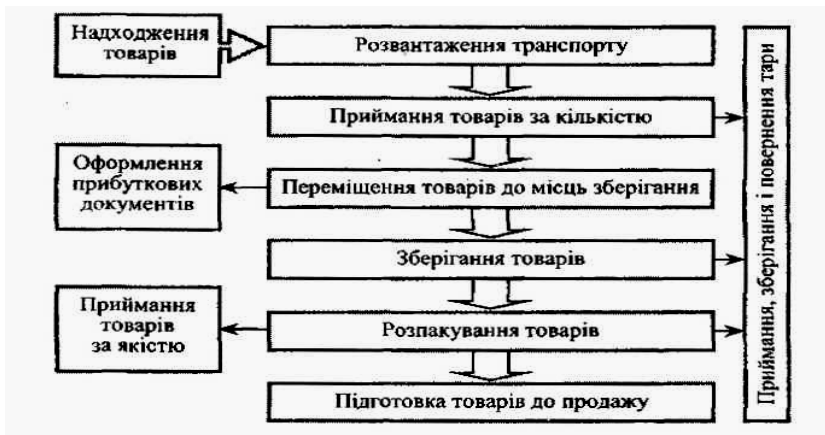 Надходження
товарів
Розвантаження транспорту
Приймання товарів за кількістю
Оформлення
прибуткових
документів
Переміщення товарів до місць зберігання
Зберігання товарів
Приймання
товарів
за якістю
Розпакування товарів
Підготовка товарів до продажу
Приймання, зберігання і повернення тари